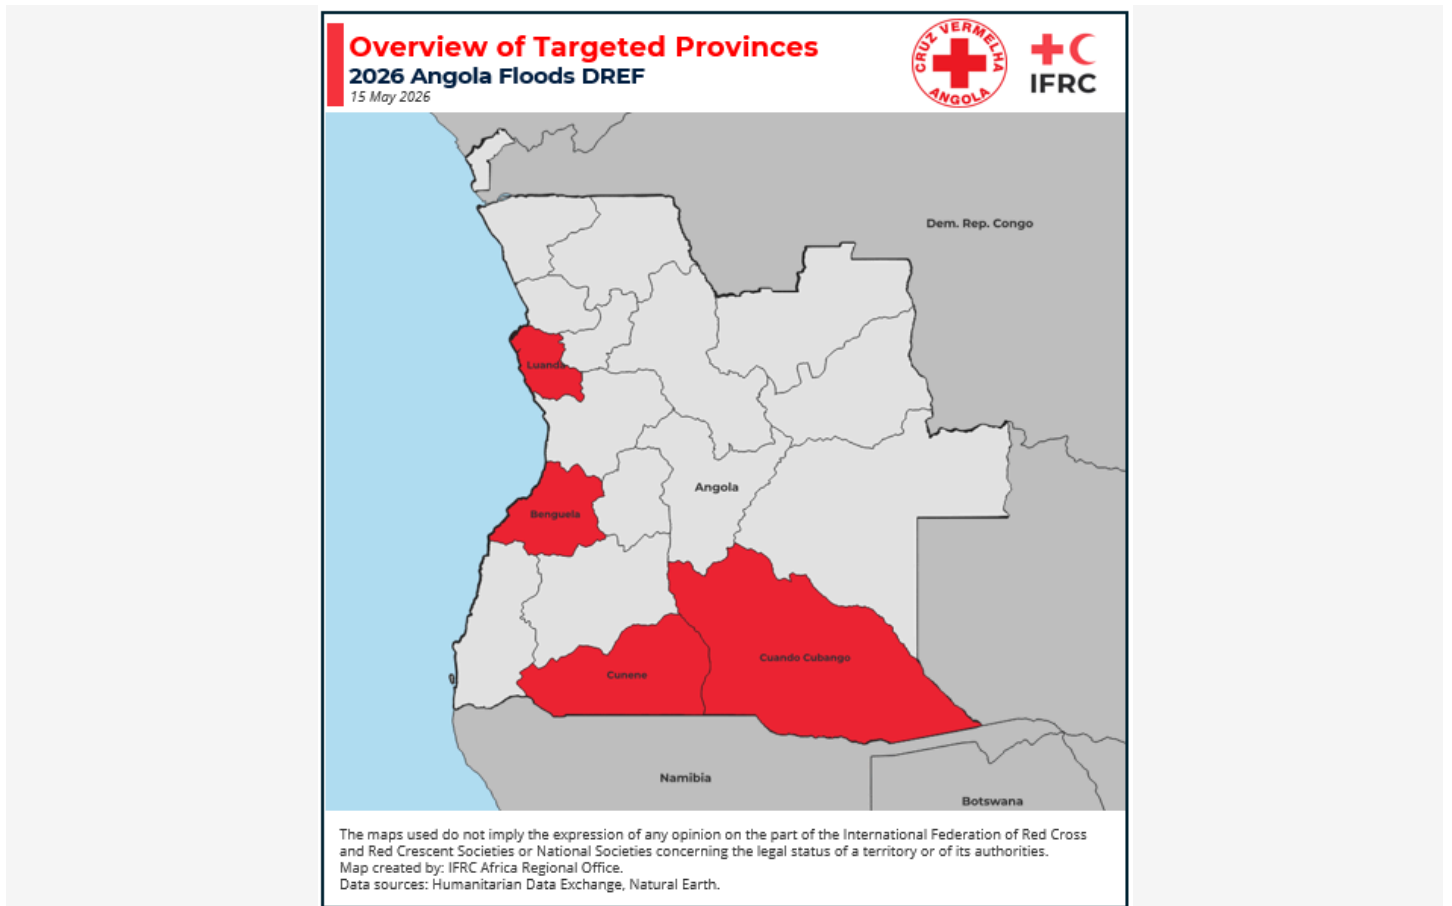 Overview of Targeted Provinces
2026 Angola Floods DREF
15 May 2026
CRUZ VERMELHA
ANGOLA
IFRC
Dem. Rep. Congo
Luanda
Angola
Benguela
Cuando Cubango
Cunene
Namibia
Botswana
The maps used do not imply the expression of any opinion on the part of the International Federation of Red Cross
and Red Crescent Societies or National Societies concerning the legal status of a territory or of its authorities.
Map created by: IFRC Africa Regional Office.
Data sources: Humanitarian Data Exchange, Natural Earth.